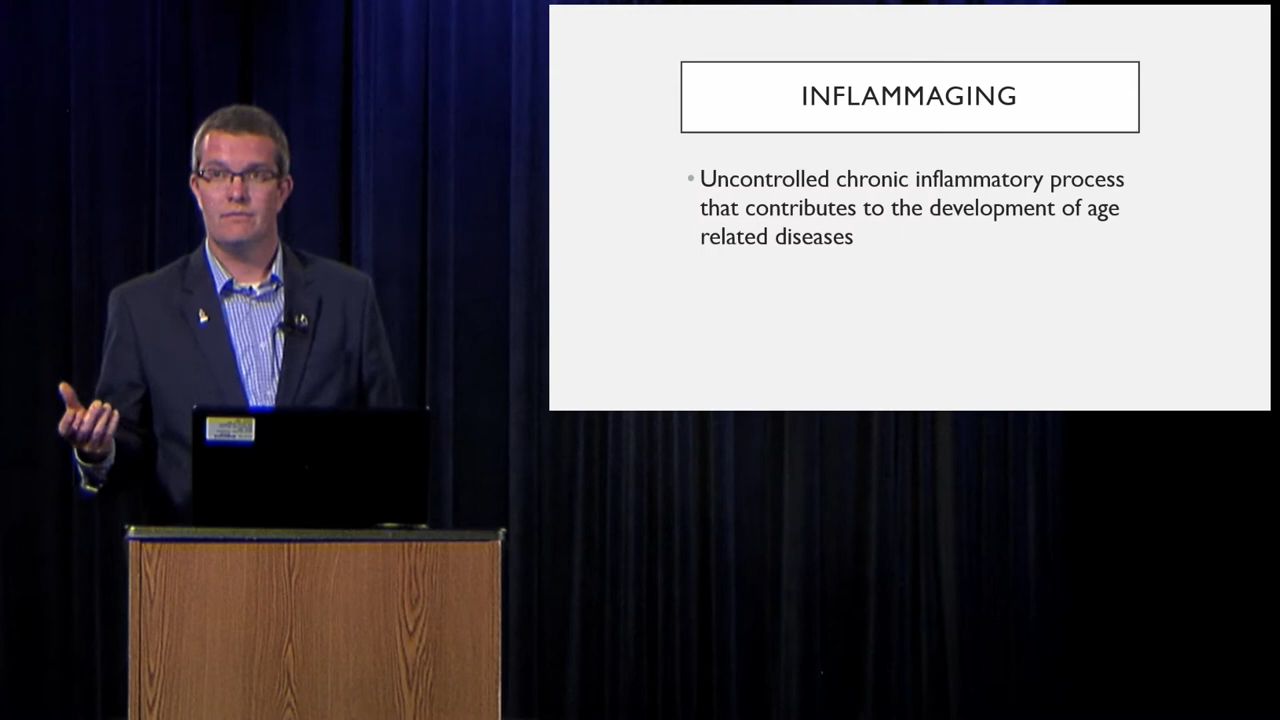 INFLAMMAGING
• Uncontrolled chronic inflammatory process
that contributes to the development of age
related diseases